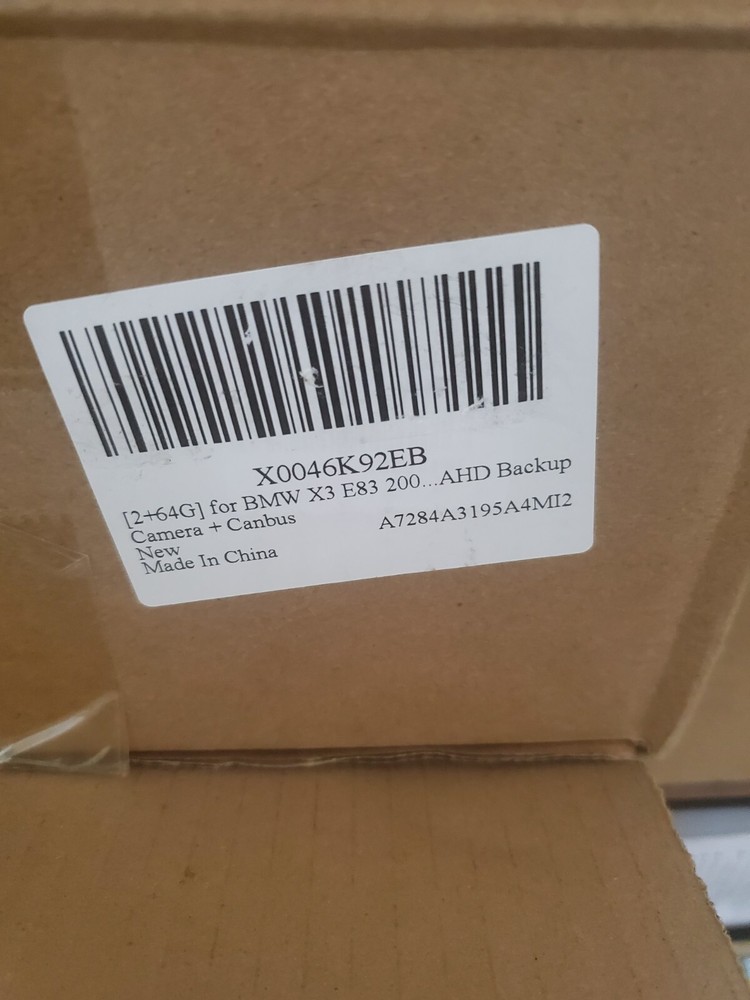 X0046K92EB
[2+64G] for BMW X3 E83 200...AHD Backup
Camera + Canbus
A7284A3195A4MI2
New
Made In China